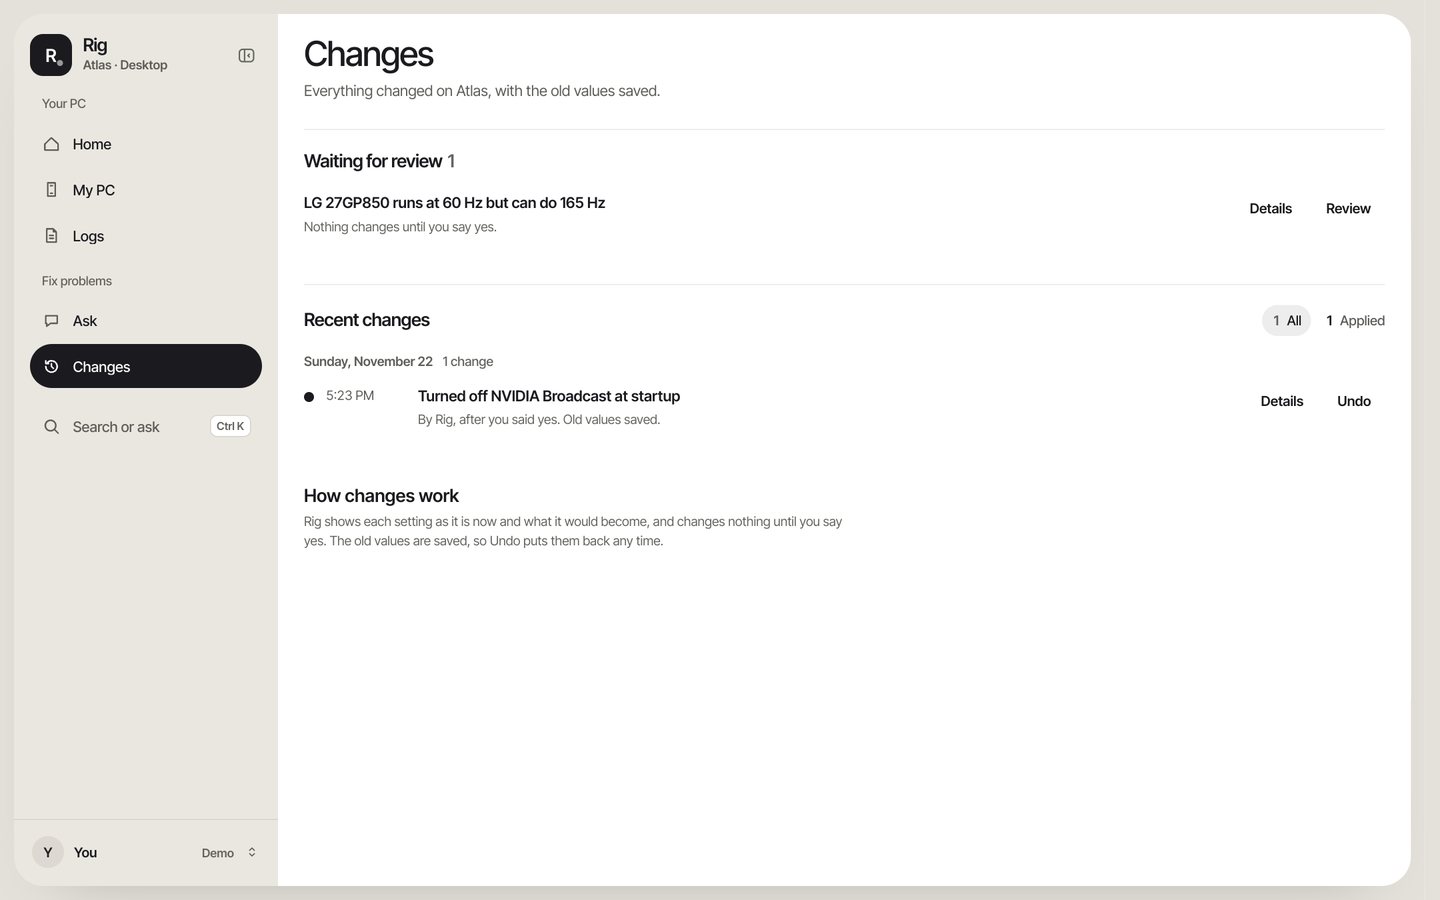 R.
Rig
Atlas · Desktop
Your PC
Home
My PC
Logs
Fix problems
Ask
Changes
Search or ask
Ctrl K
Y
You
Demo
Changes
Everything changed on Atlas, with the old values saved.
Waiting for review 1
LG 27GP850 runs at 60 Hz but can do 165 Hz
Nothing changes until you say yes.
Details
Review
Recent changes
1 All
1 Applied
Sunday, November 22 1 change
5:23 PM
Turned off NVIDIA Broadcast at startup
By Rig, after you said yes. Old values saved.
Details
Undo
How changes work
Rig shows each setting as it is now and what it would become, and changes nothing until you say
yes. The old values are saved, so Undo puts them back any time.